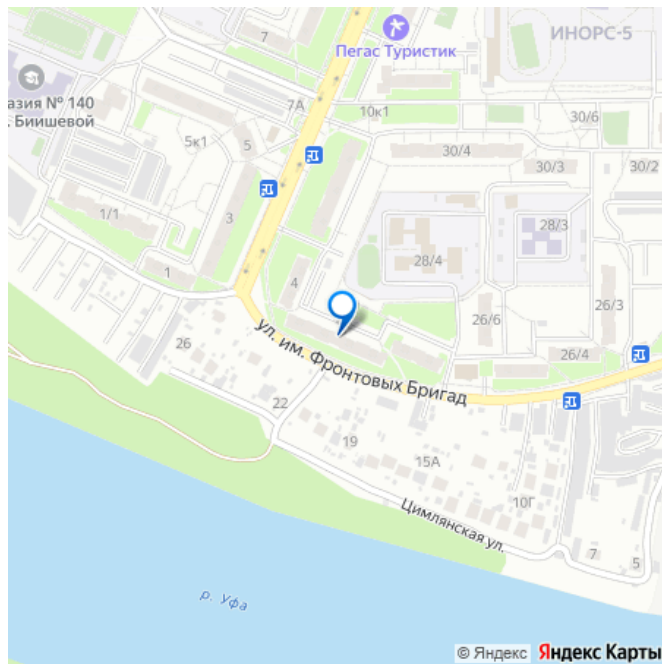 7
Пегас Туристик
ИНОРС-5
азия № 140
. Биишевой
7А
10к1
30/6
5к1
5
30/4
30/3
30/2
1/1
3
28/3
28/4
1
4
26/3
26/6
26
26/4
ул. им. Фронтовых Бригад
22
19
15А
10Г
Цимлянская ул.
7
5
р. Уфа
© Яндекс Яндекс Карты